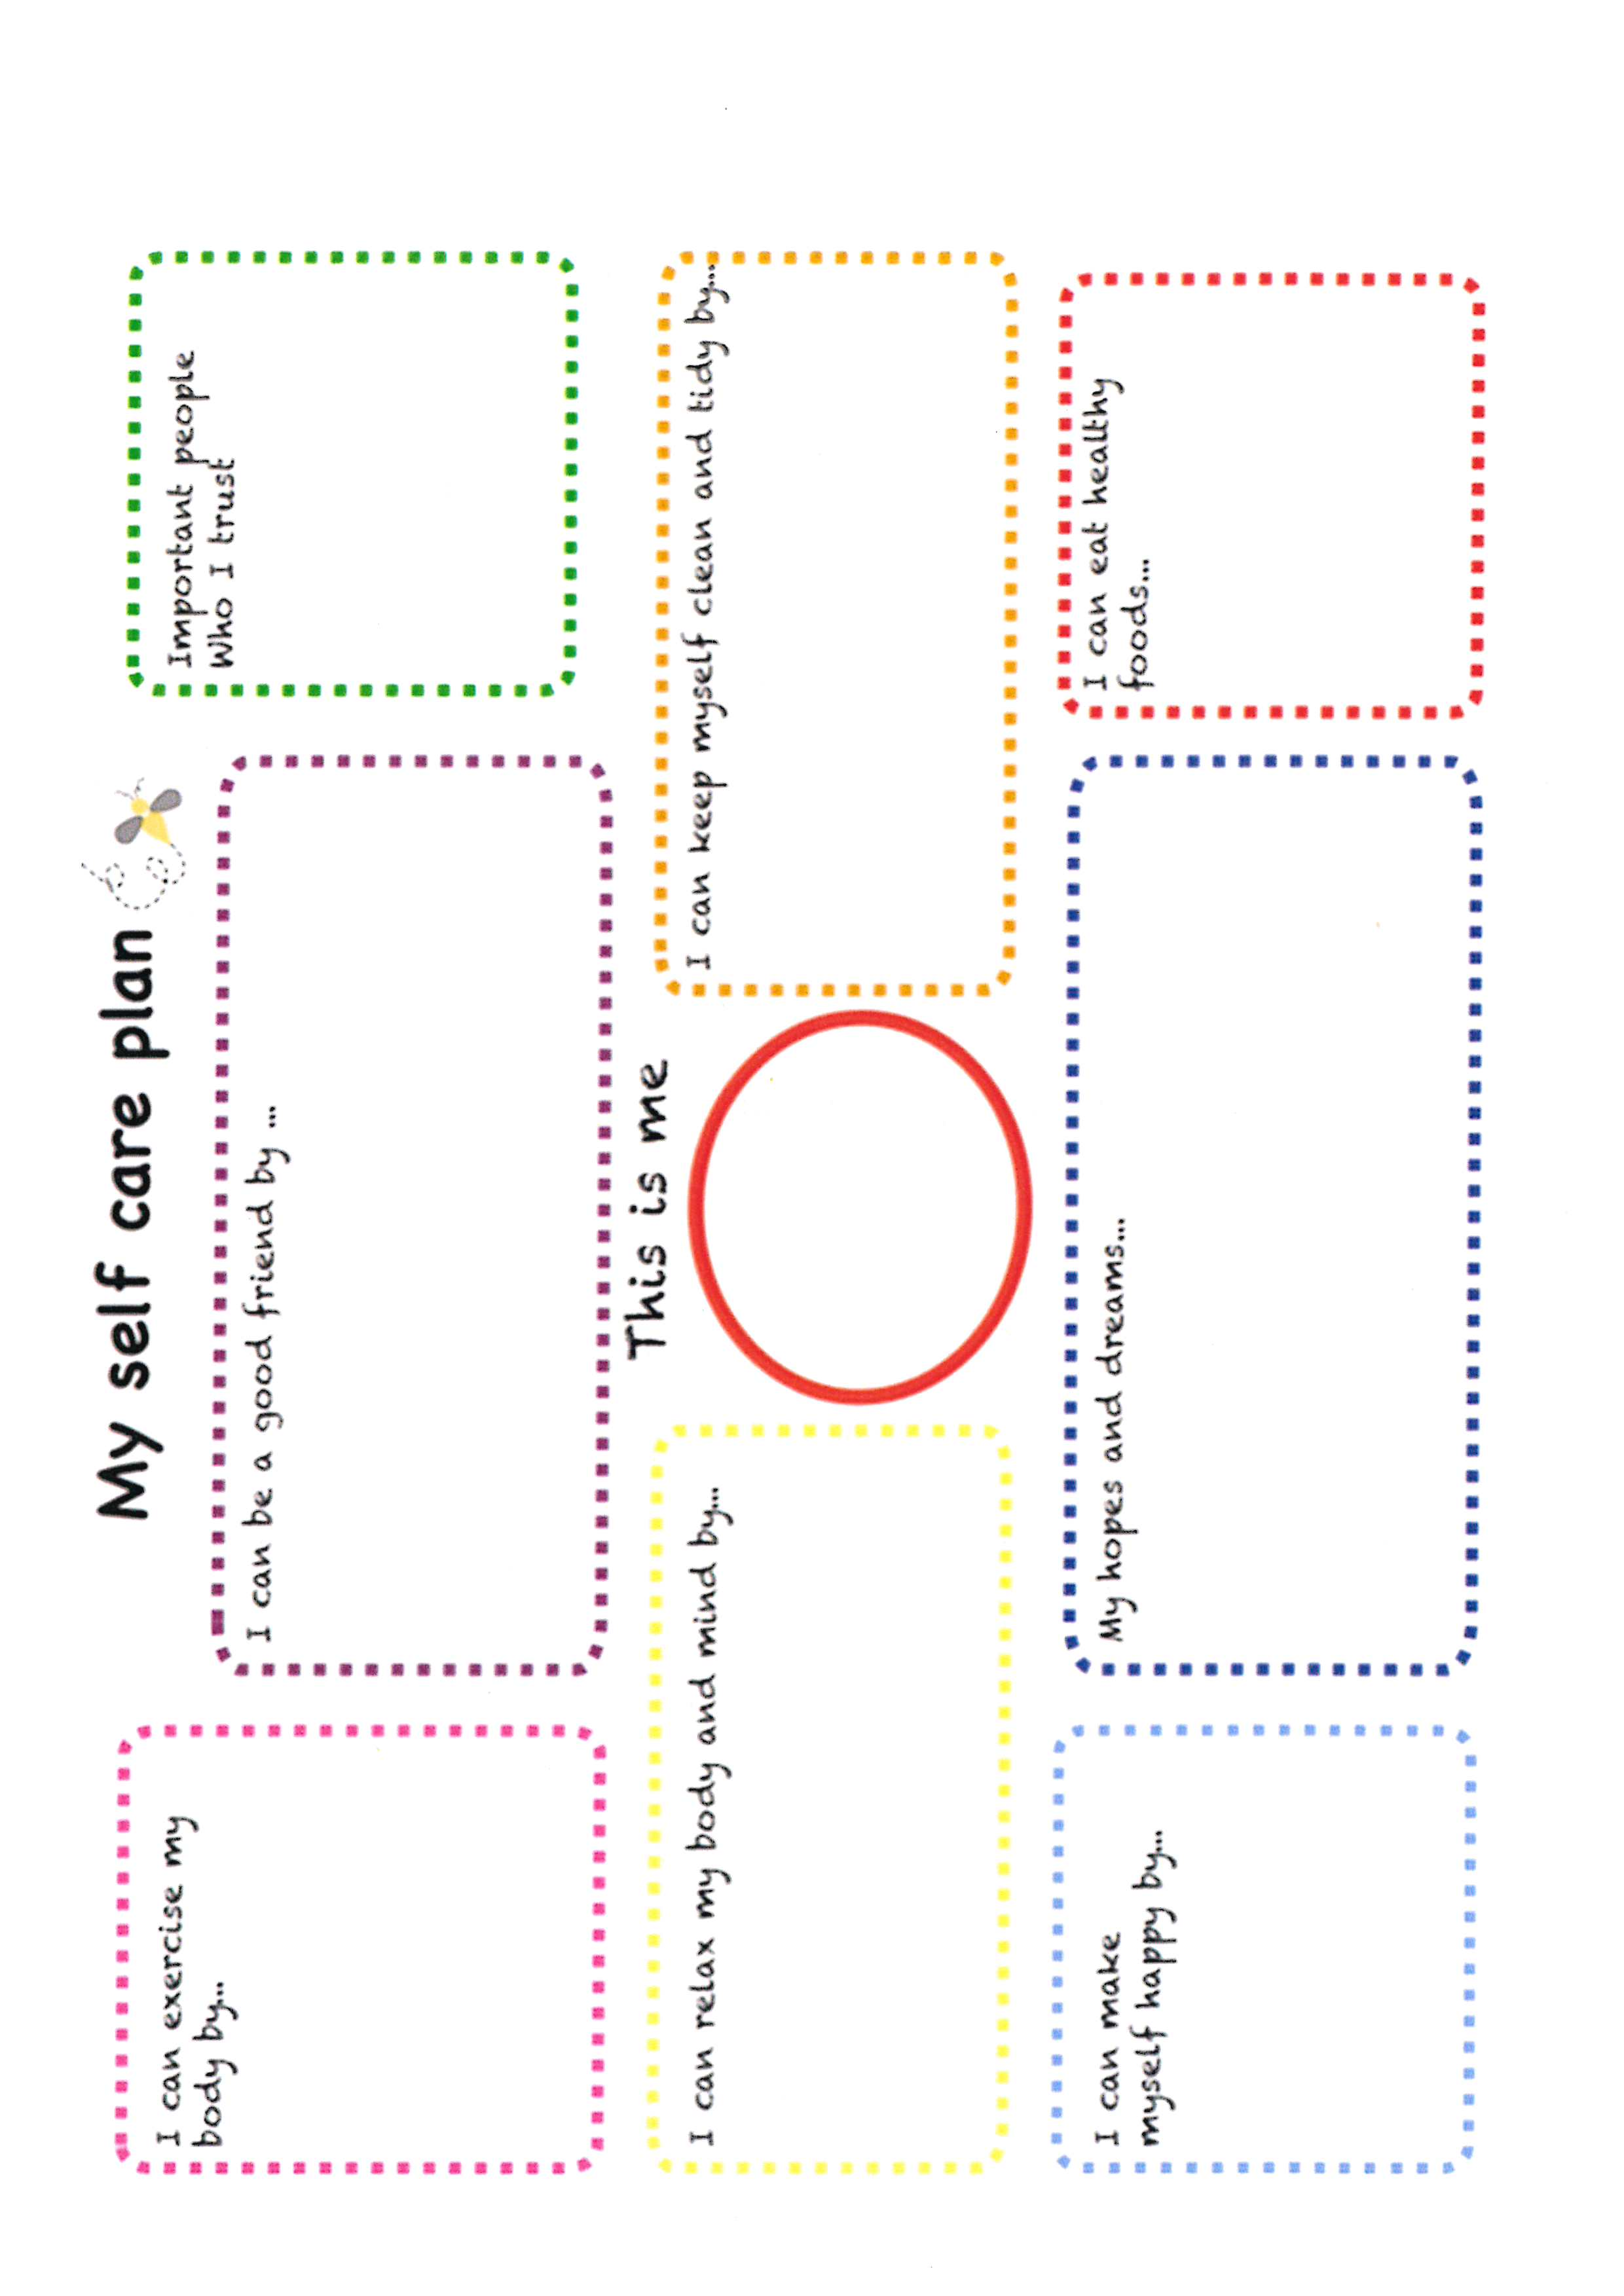 My self care plan
I can exercise my
body by...
I can be a good friend by ...
Important people
Who I trust
I can relax my body and mind by...
This is me
I can keep myself clean and tidy by...
I can make
myself happy by...
My hopes and dreams...
I can eat healthy
foods...